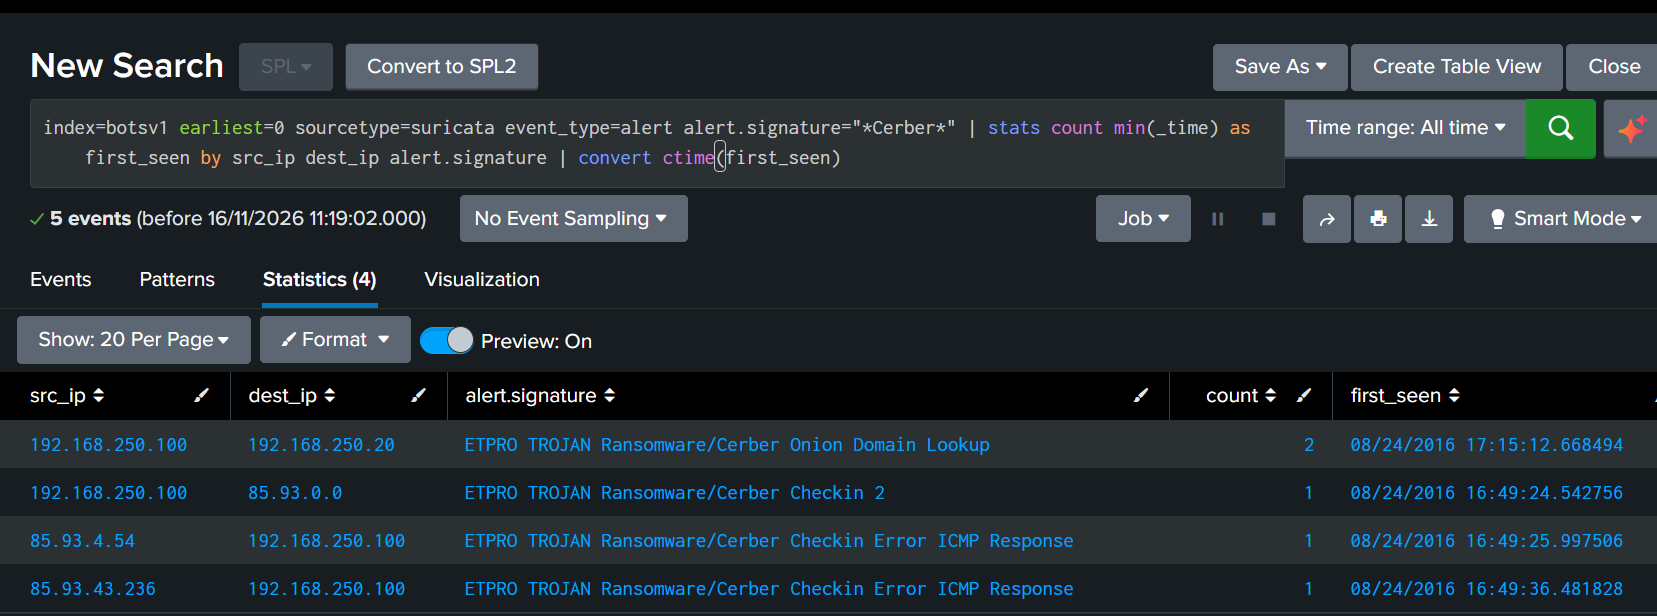 New Search SPL Convert to SPL2 Save As Create Table View Close
index=botsv1 earliest=0 sourcetype=suricata event_type=alert alert.signature="*Cerber*" | stats count min(_time) as
first_seen by src_ip dest_ip alert.signature | convert ctime(first_seen)
Time range: All time
5 events (before 16/11/2026 11:19:02.000) No Event Sampling Job Smart Mode
Events Patterns Statistics (4) Visualization
Show: 20 Per Page Format Preview: On
src_ip dest_ip alert.signature count first_seen
192.168.250.100 192.168.250.20 ETPRO TROJAN Ransomware/Cerber Onion Domain Lookup 2 08/24/2016 17:15:12.668494
192.168.250.100 85.93.0.0 ETPRO TROJAN Ransomware/Cerber Checkin 2 1 08/24/2016 16:49:24.542756
85.93.4.54 192.168.250.100 ETPRO TROJAN Ransomware/Cerber Checkin Error ICMP Response 1 08/24/2016 16:49:25.997506
85.93.43.236 192.168.250.100 ETPRO TROJAN Ransomware/Cerber Checkin Error ICMP Response 1 08/24/2016 16:49:36.481828